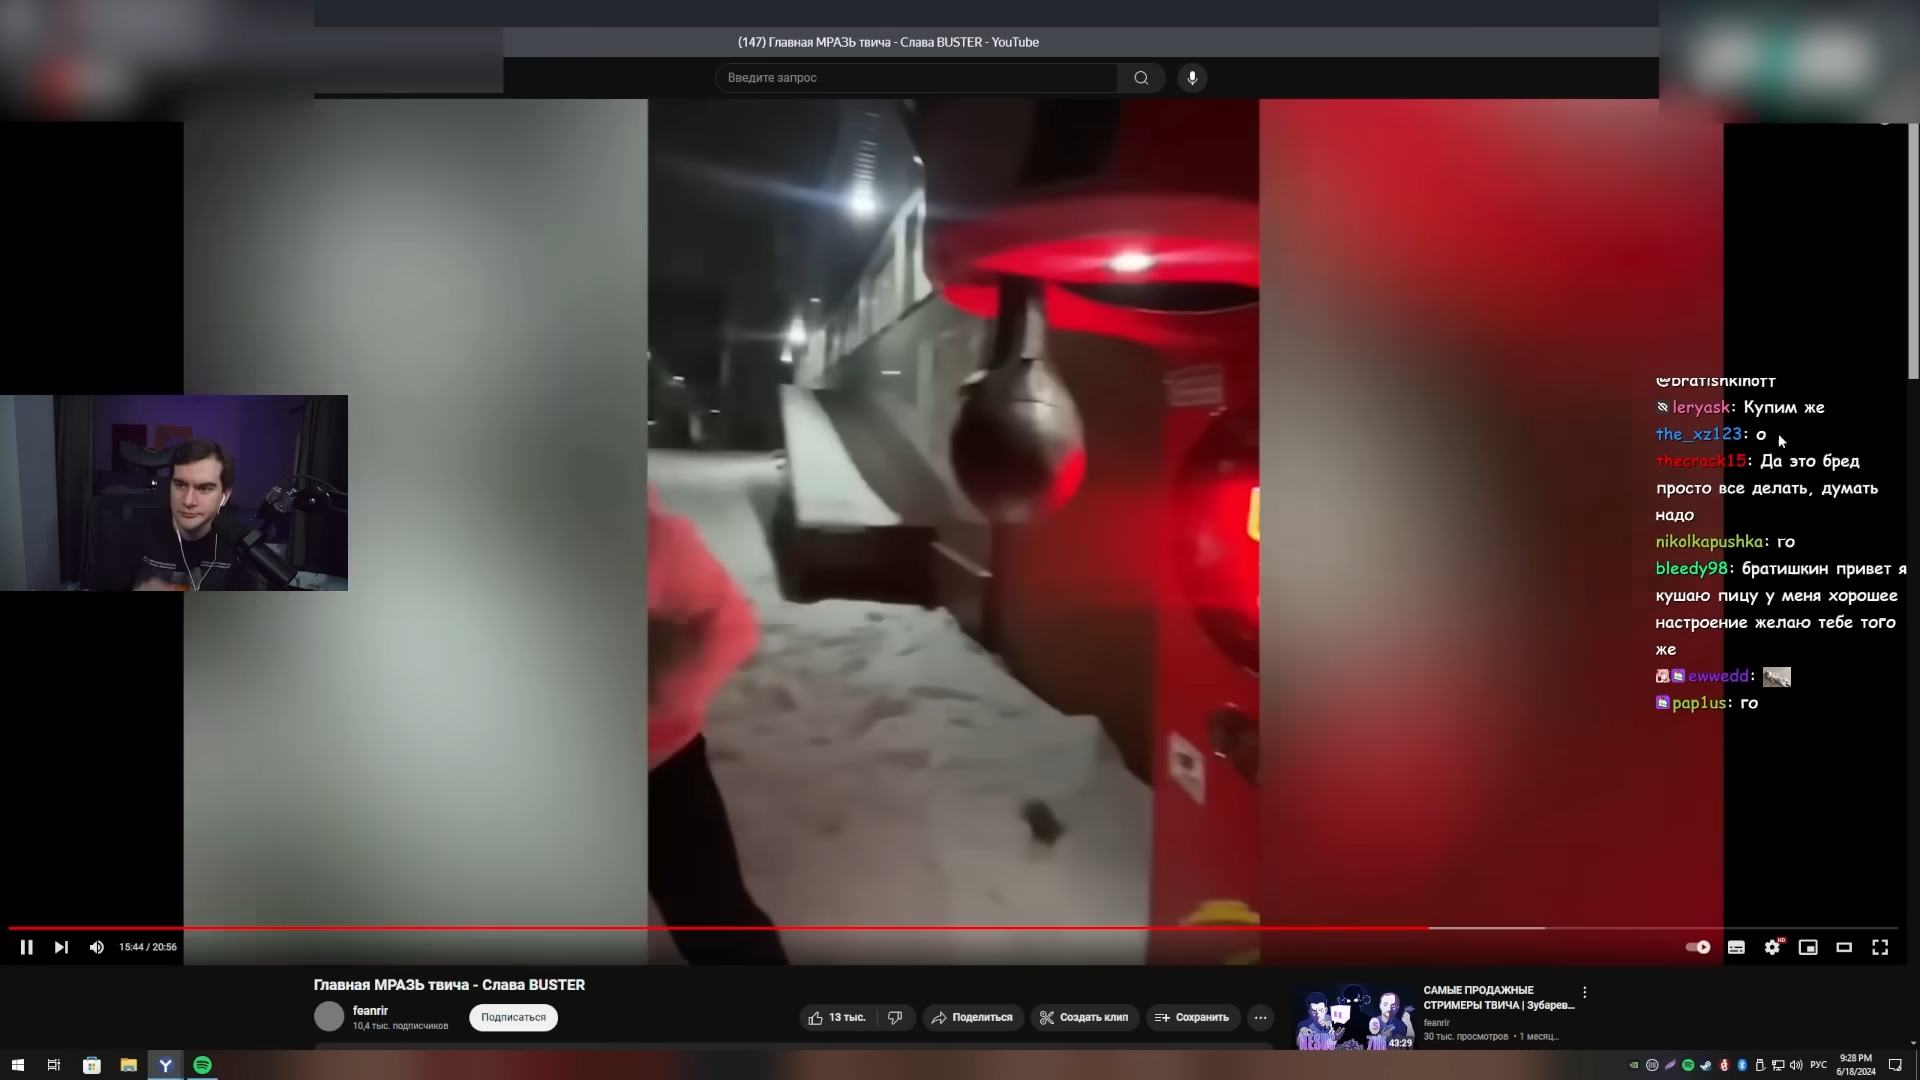 (147) Главная МРАЗЬ твича - Слава BUSTER - YouTube
Введите запрос
@bratishkinoff
leryask: Купим же
the_xz123: о
thecrack15: Да это бред
просто все делать, думать
надо
nikolkapushka: го
bleedy98: братишкин привет я
кушаю пицу у меня хорошее
настроение желаю тебе того
же
ewwedd:
pap1us: го
15:44 / 20:56
Главная МРАЗЬ твича - Слава BUSTER
feanrir
10,4 тыс. подписчиков
Подписаться
13 тыс.
Поделиться
Создать клип
Сохранить
САМЫЕ ПРОДАЖНЫЕ
СТРИМЕРЫ ТВИЧА | Зубарев...
feanrir
30 тыс. просмотров • 1 месяц...
43:29
РУС
9:28 PM
6/18/2024